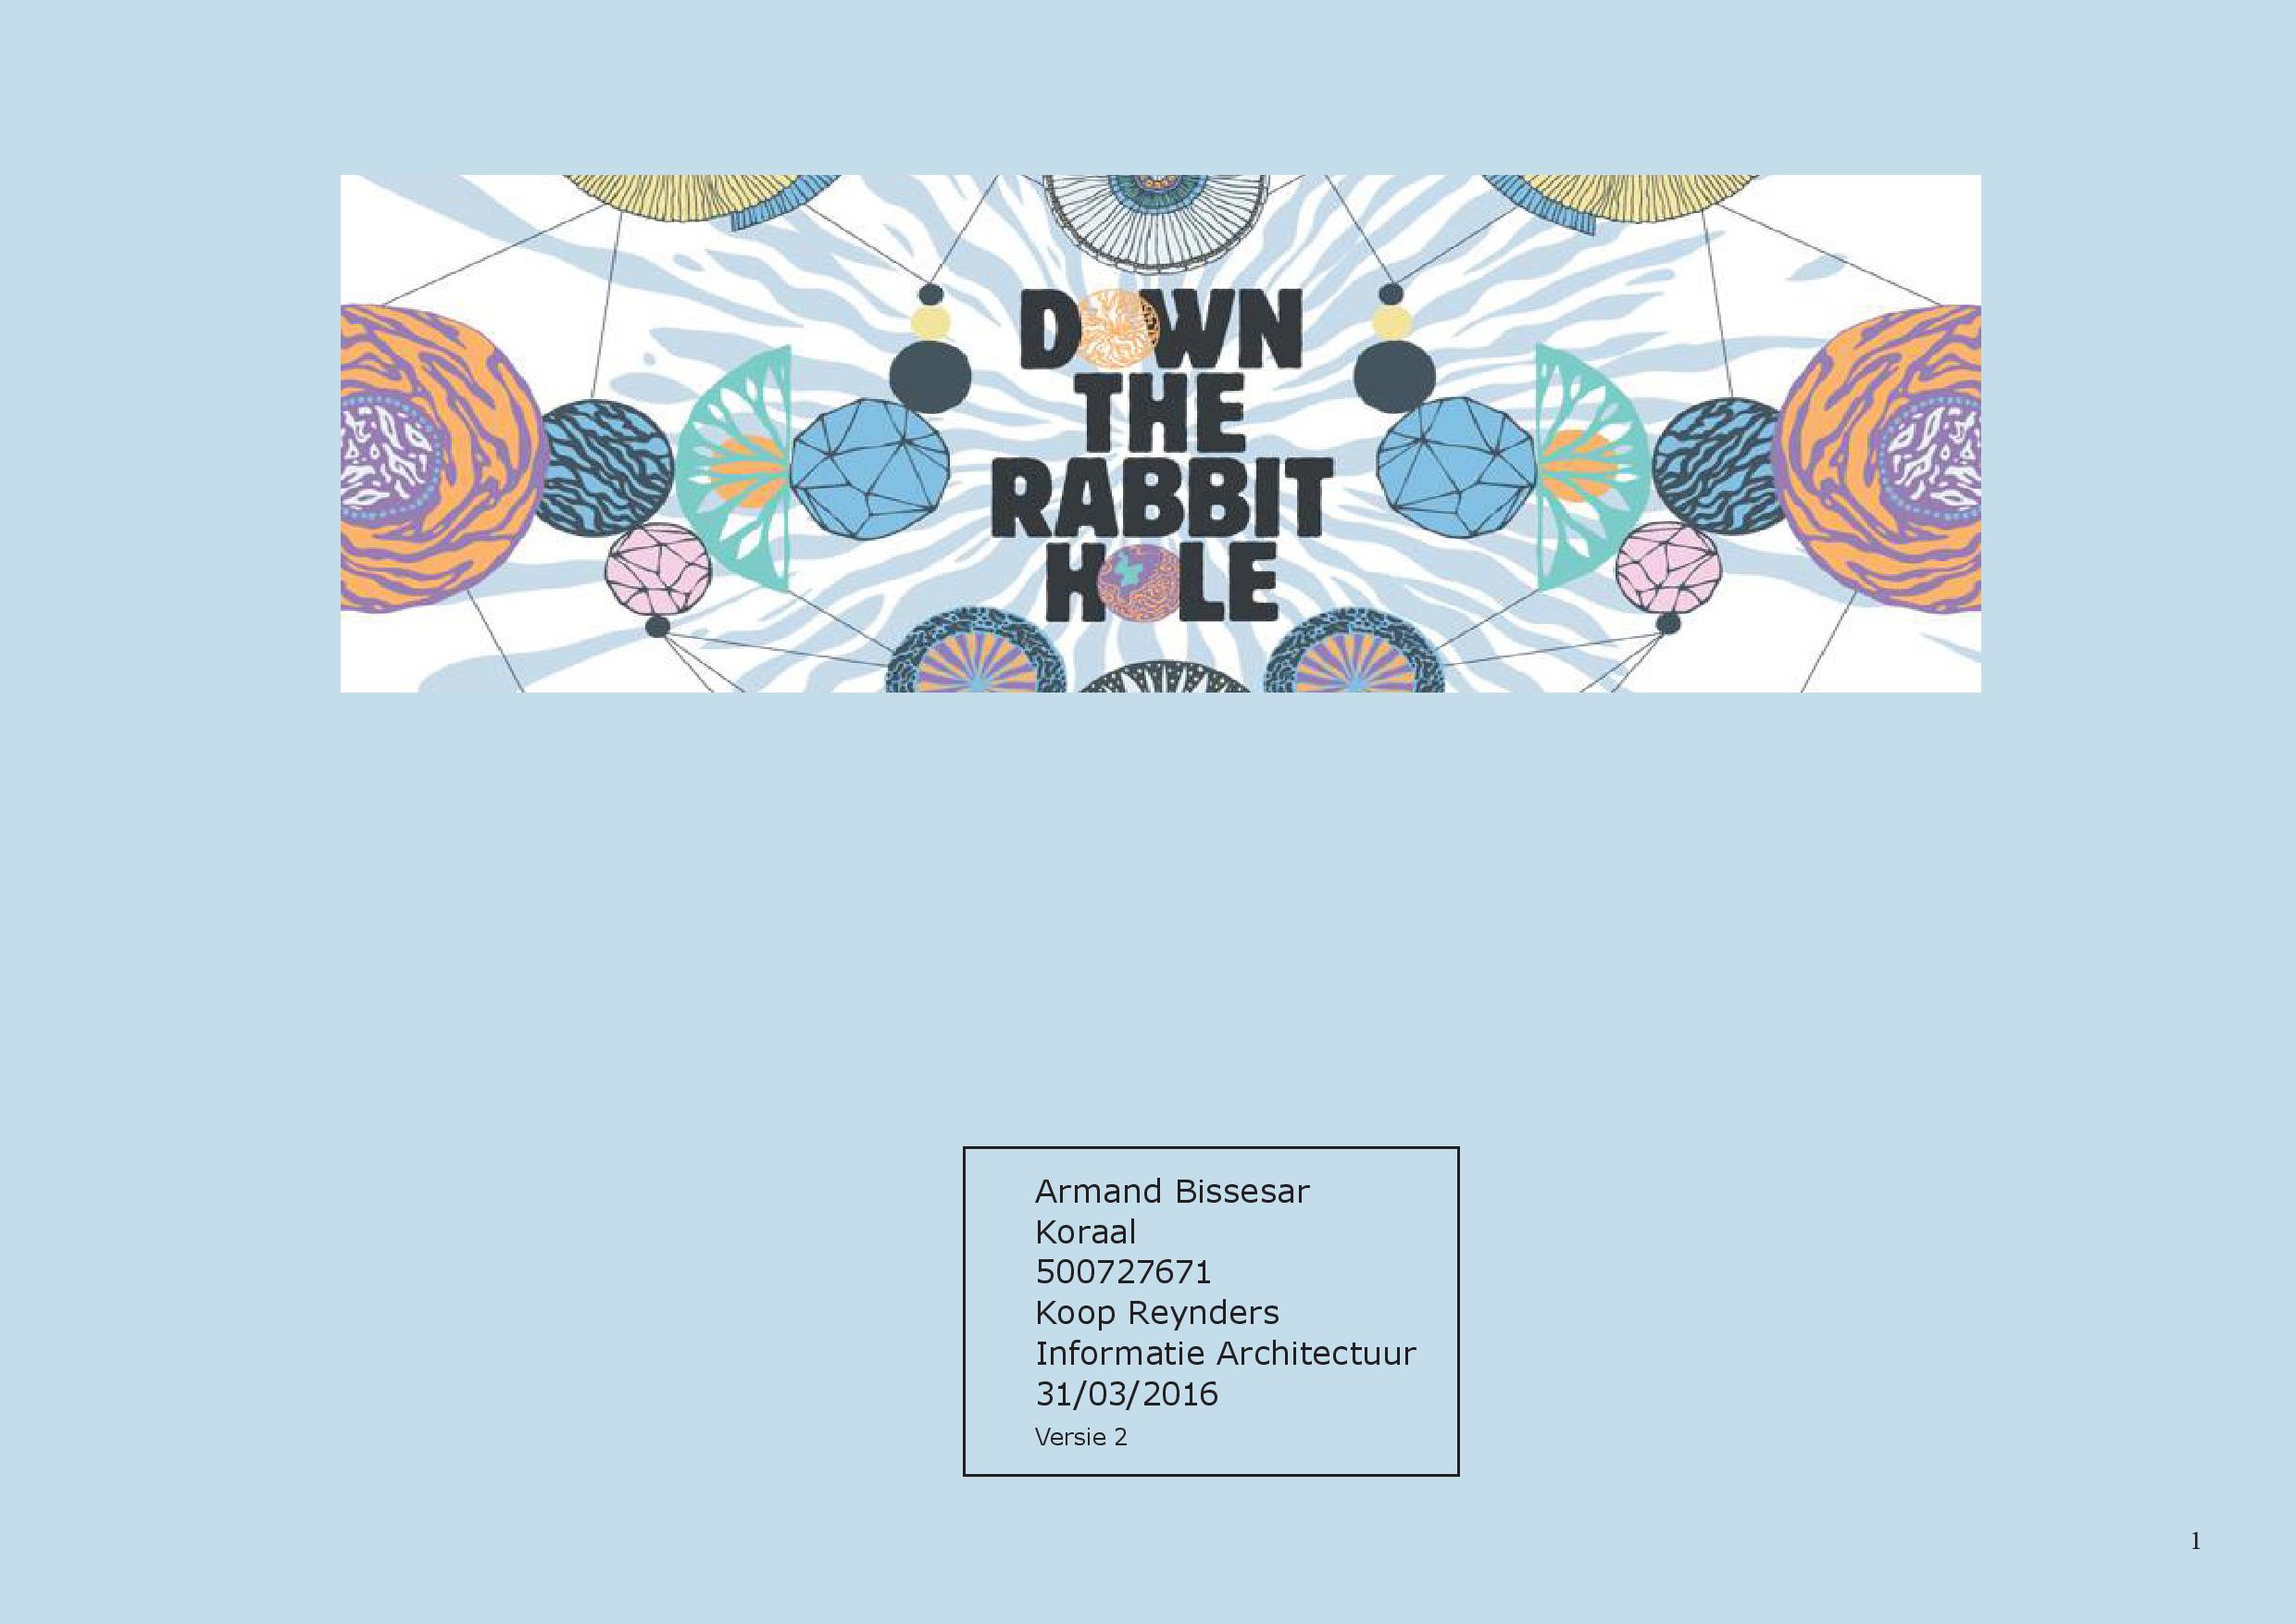 DOWN
THE
RABBIT
HOLE
Armand Bissesar
Koraal
500727671
Koop Reynders
Informatie Architectuur
31/03/2016
Versie 2
1